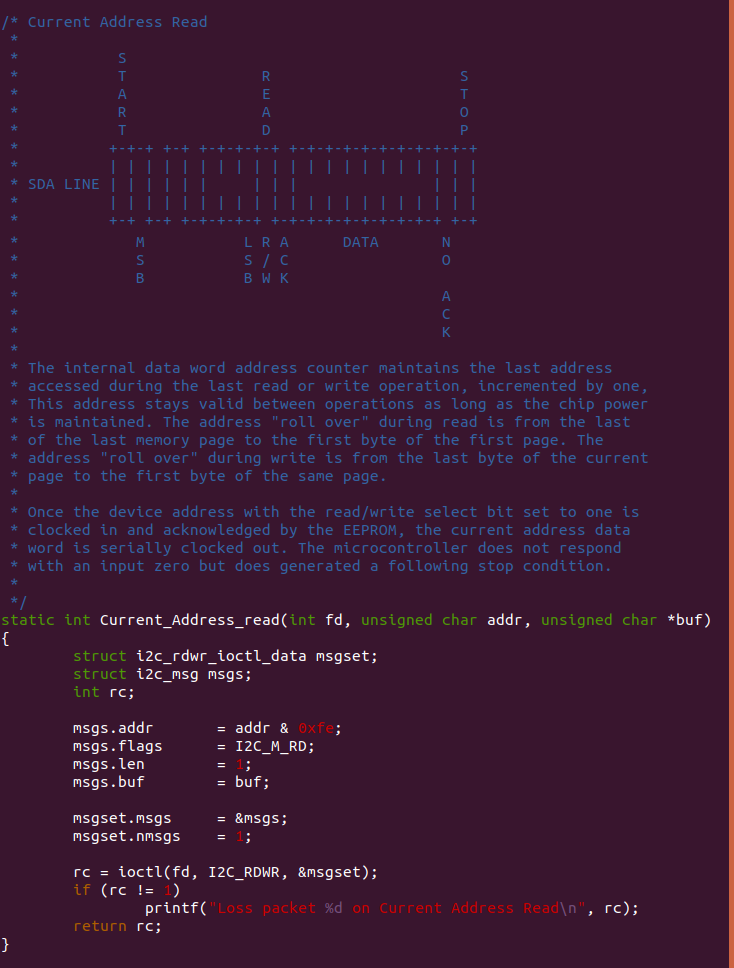 /* Current Address Read
 *
 *           S
 *           T               R                     S
 *           A               E                     T
 *           R               A                     O
 *           T               D                     P
 *          +-+-+ +-+ +-+-+-+-+ +-+-+-+-+-+-+-+-+-+-+
 *          | | | | | | | | | | | | | | | | | | | | |
 * SDA LINE | | | | | |     | | |               | | |
 *          | | | | | | | | | | | | | | | | | | | | |
 *          +-+ +-+ +-+-+-+-+ +-+-+-+-+-+-+-+-+-+ +-+
 *             M           L R A      DATA       N
 *             S           S / C                 O
 *             B           B W K
 *                                               A
 *                                               C
 *                                               K
 *
 * The internal data word address counter maintains the last address
 * accessed during the last read or write operation, incremented by one,
 * This address stays valid between operations as long as the chip power
 * is maintained. The address "roll over" during read is from the last
 * of the last memory page to the first byte of the first page. The
 * address "roll over" during write is from the last byte of the current
 * page to the first byte of the same page.
 *
 * Once the device address with the read/write select bit set to one is
 * clocked in and acknowledged by the EEPROM, the current address data
 * word is serially clocked out. The microcontroller does not respond
 * with an input zero but does generated a following stop condition.
 *
 */
static int Current_Address_read(int fd, unsigned char addr, unsigned char *buf)
{
        struct i2c_rdwr_ioctl_data msgset;
        struct i2c_msg msgs;
        int rc;

        msgs.addr       = addr & 0xfe;
        msgs.flags      = I2C_M_RD;
        msgs.len        = 1;
        msgs.buf        = buf;

        msgset.msgs     = &msgs;
        msgset.nmsgs    = 1;

        rc = ioctl(fd, I2C_RDWR, &msgset);
        if (rc != 1)
                printf("Loss packet %d on Current Address Read\n", rc);
        return rc;
}